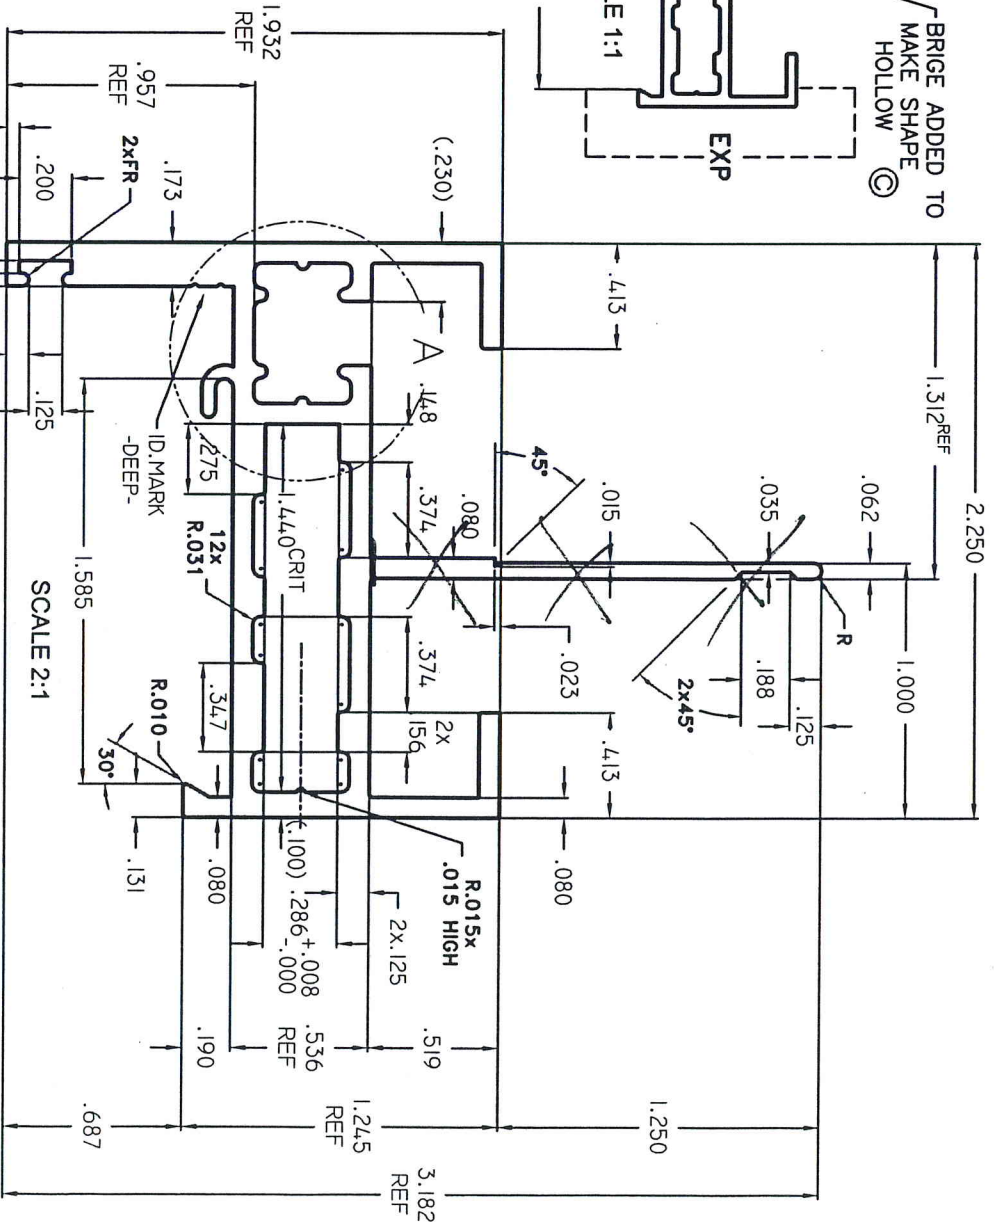 BRIGE ADDED TO
MAKE SHAPE
HOLLOW
©
LE 1:1
EXP
1.932
REF
.957
REF
.200
2xFR
.173
(.230)
.413
1.312REF
2.250
A
.148
.125
ID.MARK
-DEEP-
.275
.374
.080
45°
.015
.035
.062
R
1.000
1.440CRIT
12x
R.031
.374
.023
.188
2x45°
.125
1.585
.347
2x
.156
.413
SCALE 2:1
R.010
30°
.131
.080
(.100)
.286+.008
-.000
R.015x
.015 HIGH
2x.125
.080
.190
.536
REF
.519
.687
1.245
REF
1.250
3.182
REF